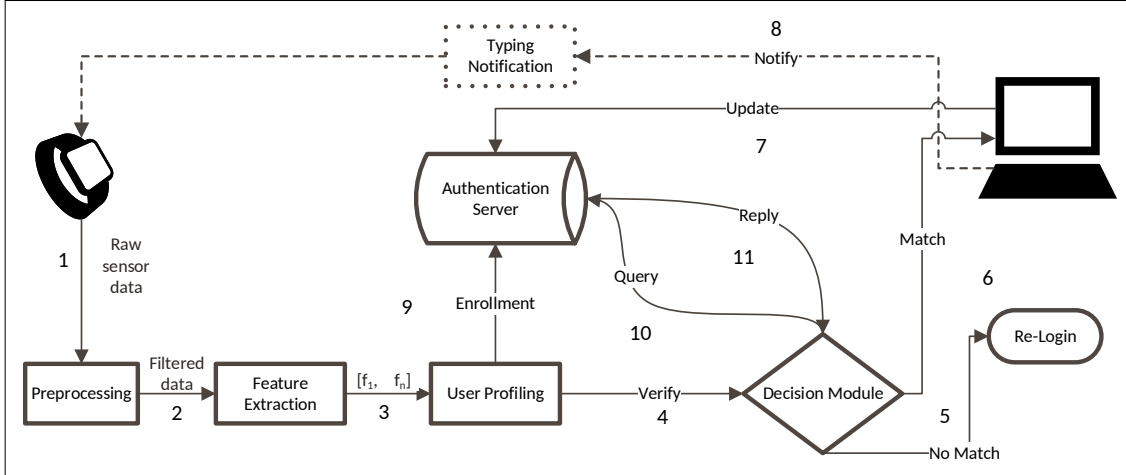 8
Typing
Notification
Notify
Update
7
Authentication
Server
Reply
Match
1
Raw
sensor
data
11
Query
6
9
Enrollment
10
Re-Login
Filtered
data
[f1, fn]
Preprocessing
Feature
Extraction
User Profiling
Verify
Decision Module
2
3
4
5
No Match